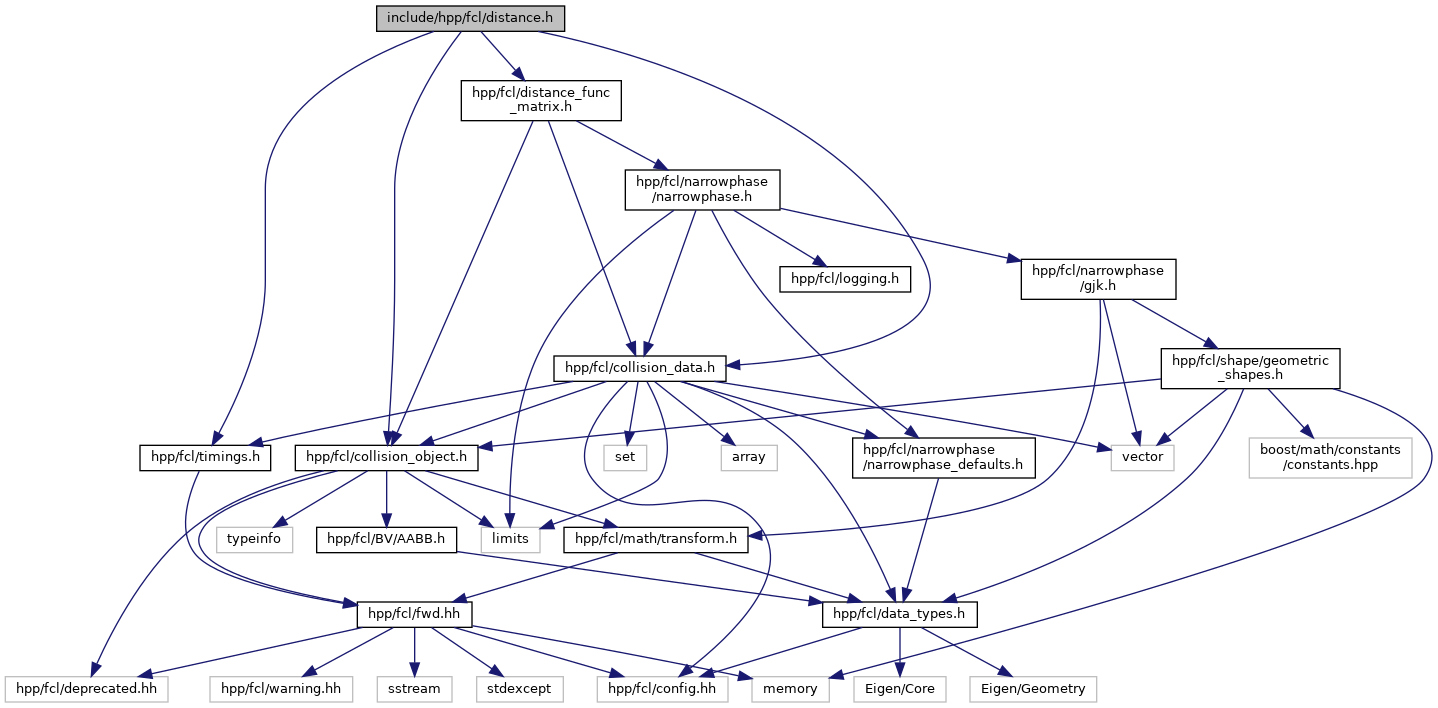 include/hpp/fcl/distance.h
hpp/fcl/distance_func
_matrix.h
hpp/fcl/narrowphase
/narrowphase.h
hpp/fcl/logging.h
hpp/fcl/narrowphase
/gjk.h
hpp/fcl/collision_data.h
hpp/fcl/shape/geometric
_shapes.h
hpp/fcl/timings.h
hpp/fcl/collision_object.h
set
array
hpp/fcl/narrowphase
/narrowphase_defaults.h
vector
boost/math/constants
/constants.hpp
typeinfo
hpp/fcl/BV/AABB.h
limits
hpp/fcl/math/transform.h
hpp/fcl/fwd.hh
hpp/fcl/data_types.h
hpp/fcl/deprecated.hh
hpp/fcl/warning.hh
sstream
stdexcept
hpp/fcl/config.hh
memory
Eigen/Core
Eigen/Geometry